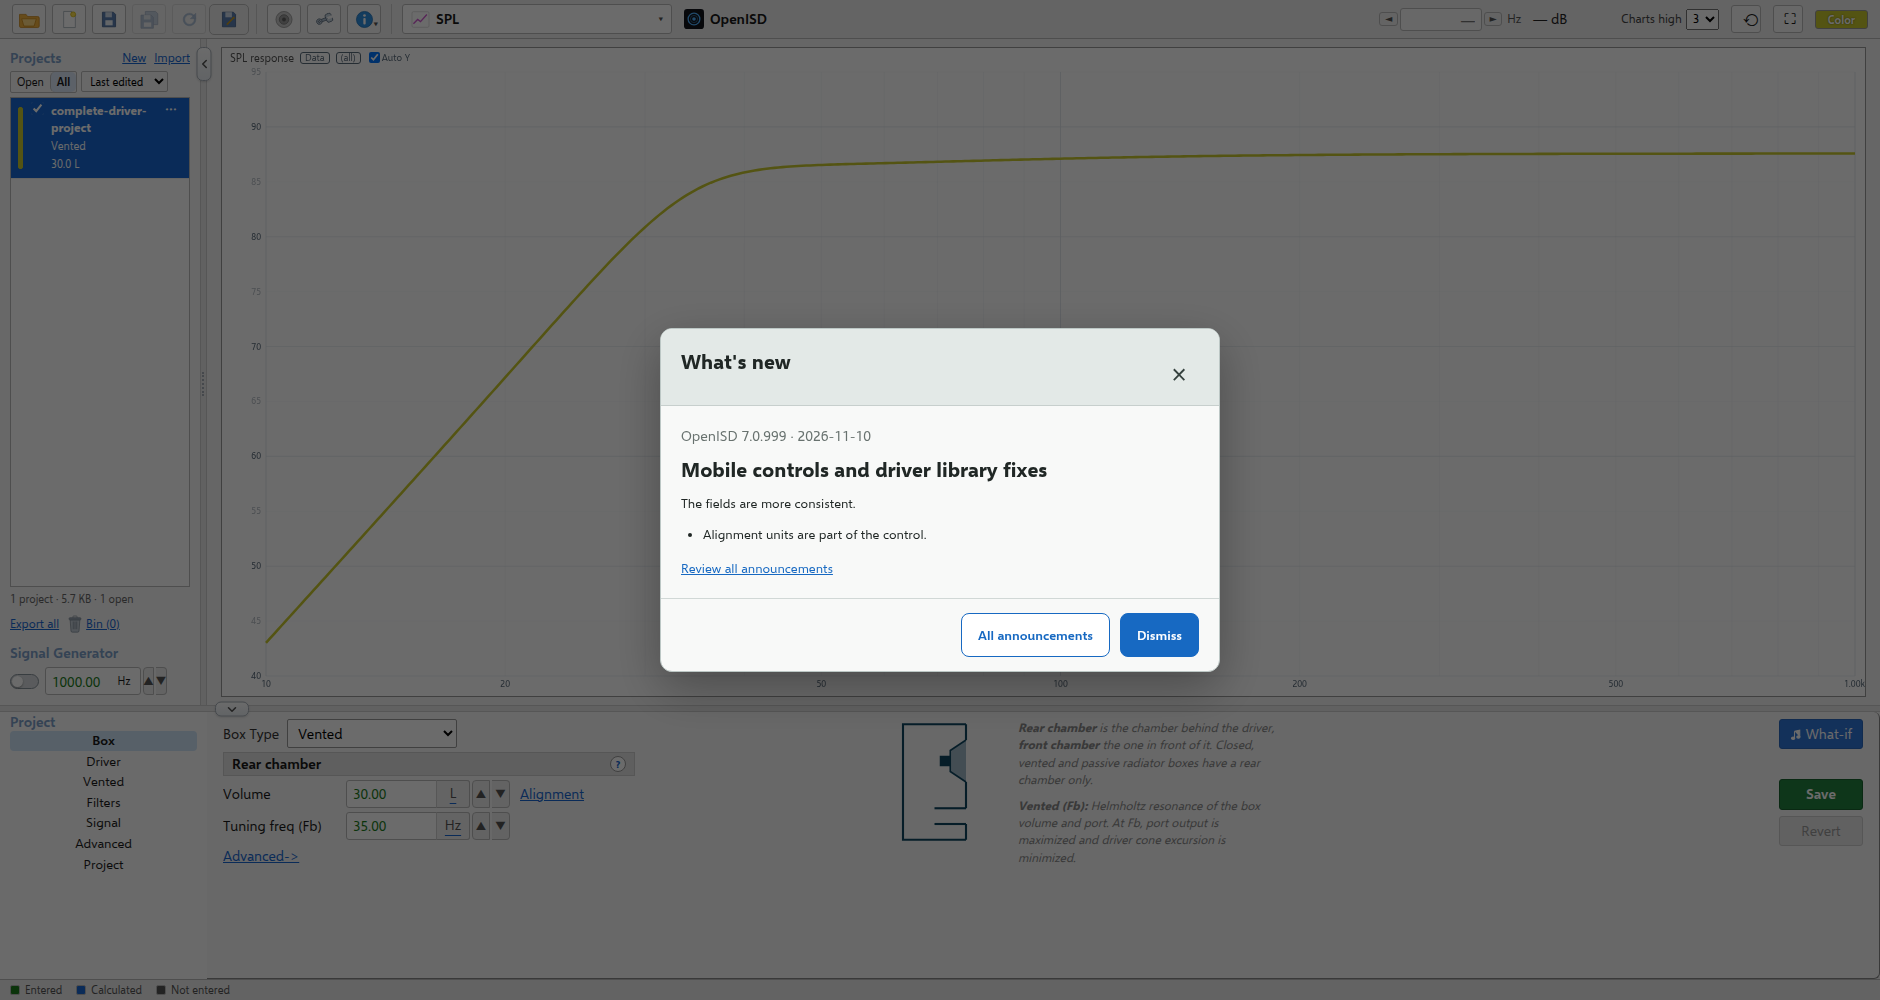 SPL
OpenISD
—
Hz
— dB
Charts high
3
Color
Projects
New
Import
Open
All
Last edited
complete-driver-
project
Vented
30.0 L
1 project · 5.7 KB · 1 open
Export all
Bin (0)
Signal Generator
1000.00 Hz
SPL response
Data
(all)
Auto Y
95
90
85
80
75
70
65
60
55
50
45
40
10
20
50
100
200
500
1.00k
What's new
OpenISD 7.0.999 · 2026-11-10
Mobile controls and driver library fixes
The fields are more consistent.
• Alignment units are part of the control.
Review all announcements
All announcements
Dismiss
Project
Box
Driver
Vented
Filters
Signal
Advanced
Project
Box Type
Vented
Rear chamber
?
Volume
30.00
L
Alignment
Tuning freq (Fb)
35.00
Hz
Advanced->
Rear chamber is the chamber behind the driver,
front chamber the one in front of it. Closed,
vented and passive radiator boxes have a rear
chamber only.
Vented (Fb): Helmholtz resonance of the box
volume and port. At Fb, port output is
maximized and driver cone excursion is
minimized.
What-if
Save
Revert
Entered
Calculated
Not entered